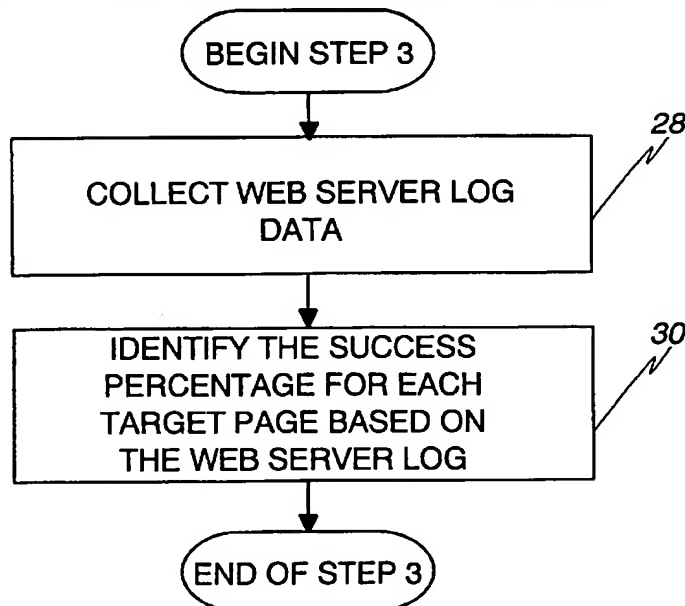 BEGIN STEP 3
28
COLLECT WEB SERVER LOG
DATA
30
IDENTIFY THE SUCCESS
PERCENTAGE FOR EACH
TARGET PAGE BASED ON
THE WEB SERVER LOG
END OF STEP 3